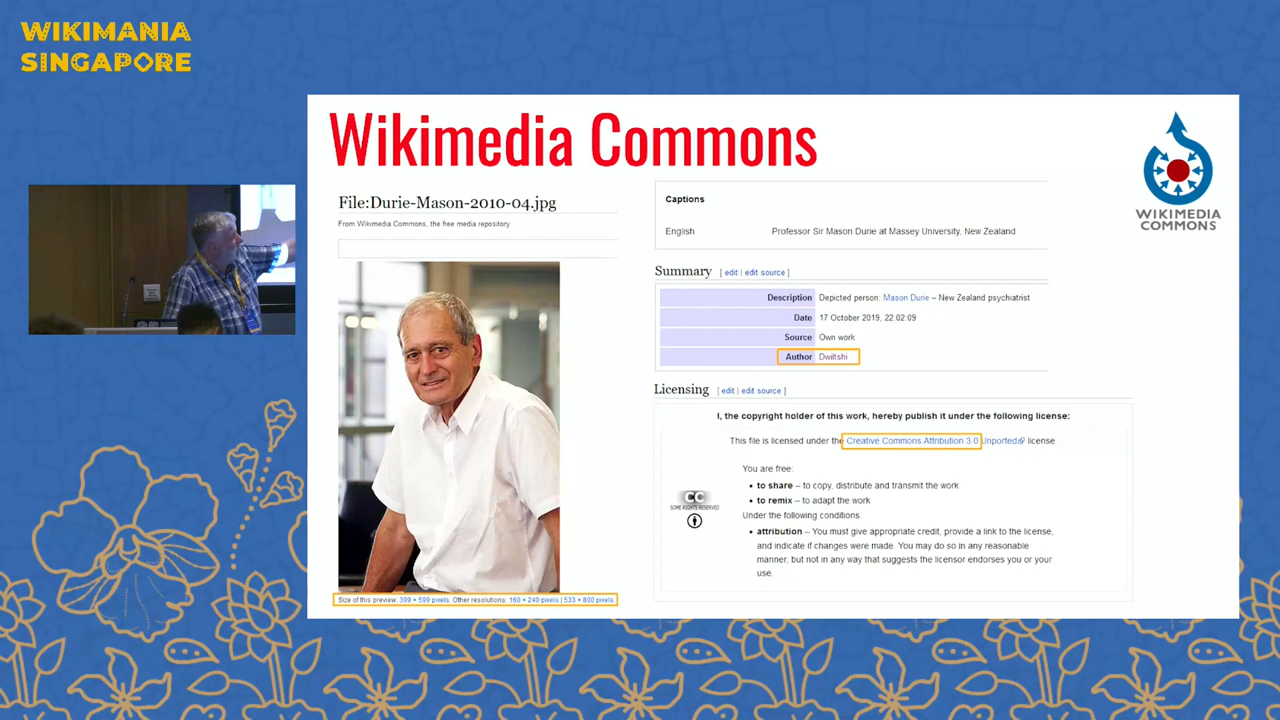 WIKIMANIA
SINGAPORE
Wikimedia Commons
WIKIMEDIA
COMMONS
File:Durie-Mason-2010-04.jpg
From Wikimedia Commons, the free media repository
Size of this preview: 399 × 599 pixels. Other resolutions: 160 × 240 pixels | 533 × 800 pixels
Captions
English Professor Sir Mason Durie at Massey University, New Zealand
Summary [ edit | edit source ]
Description Depicted person: Mason Durie – New Zealand psychiatrist
Date 17 October 2019, 22:02:09
Source Own work
Author Dwiltshi
Licensing [ edit | edit source ]
I, the copyright holder of this work, hereby publish it under the following license:
This file is licensed under the Creative Commons Attribution 3.0 Unported license.
CC
SOME RIGHTS RESERVED
You are free:
• to share – to copy, distribute and transmit the work
• to remix – to adapt the work
Under the following conditions:
• attribution – You must give appropriate credit, provide a link to the license,
and indicate if changes were made. You may do so in any reasonable
manner, but not in any way that suggests the licensor endorses you or your
use.